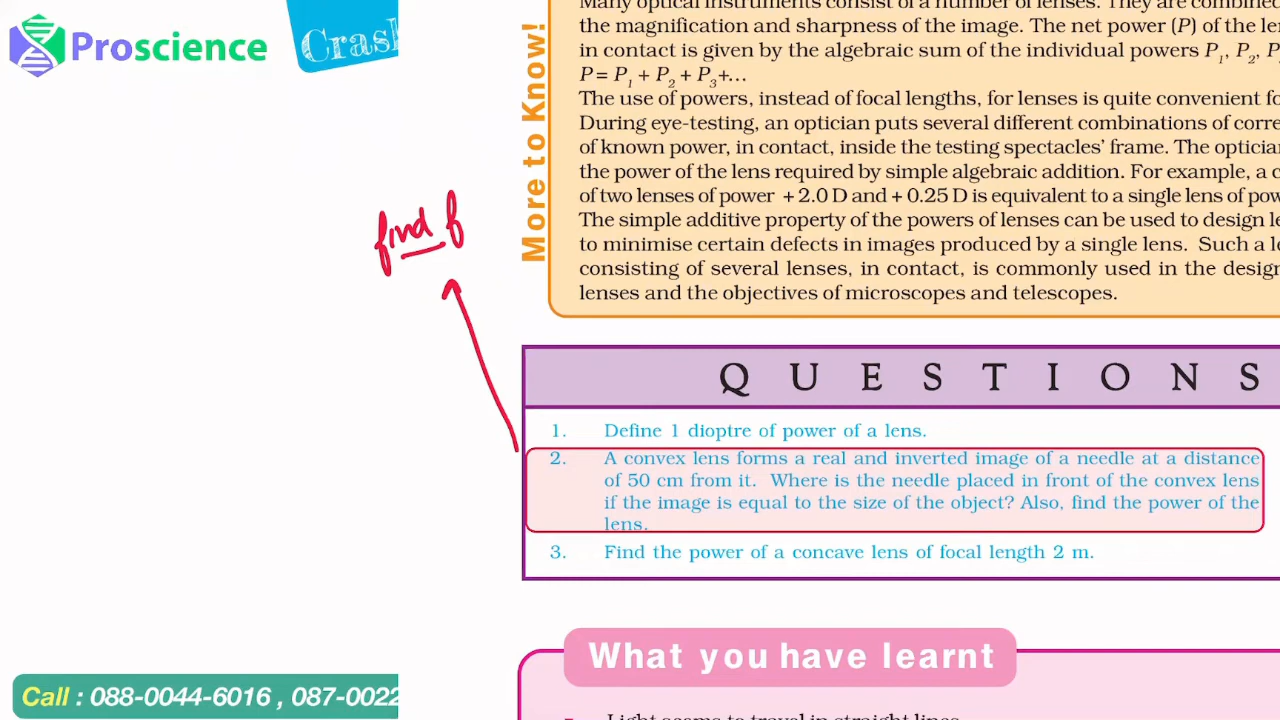 Proscience
Crash
Many optical instruments consist of a number of lenses. They are combined
the magnification and sharpness of the image. The net power (P) of the
in contact is given by the algebraic sum of the individual powers P1, P2,
P = P1 + P2 + P3+…
The use of powers, instead of focal lengths, for lenses is quite convenient
During eye-testing, an optician puts several different combinations of
of known power, in contact, inside the testing spectacles' frame. The
the power of the lens required by simple algebraic addition. For example, a
of two lenses of power +2.0 D and + 0.25 D is equivalent to a single lens of
The simple additive property of the powers of lenses can be used to design
to minimise certain defects in images produced by a single lens. Such a
consisting of several lenses, in contact, is commonly used in the
lenses and the objectives of microscopes and telescopes.
More to Know!
find f
QUESTIONS
1. Define 1 dioptre of power of a lens.
2. A convex lens forms a real and inverted image of a needle at a distance
of 50 cm from it. Where is the needle placed in front of the convex lens
if the image is equal to the size of the object? Also, find the power of the
lens.
3. Find the power of a concave lens of focal length 2 m.
What you have learnt
Light seems to travel in straight lines
Call : 088-0044-6016 , 087-0022